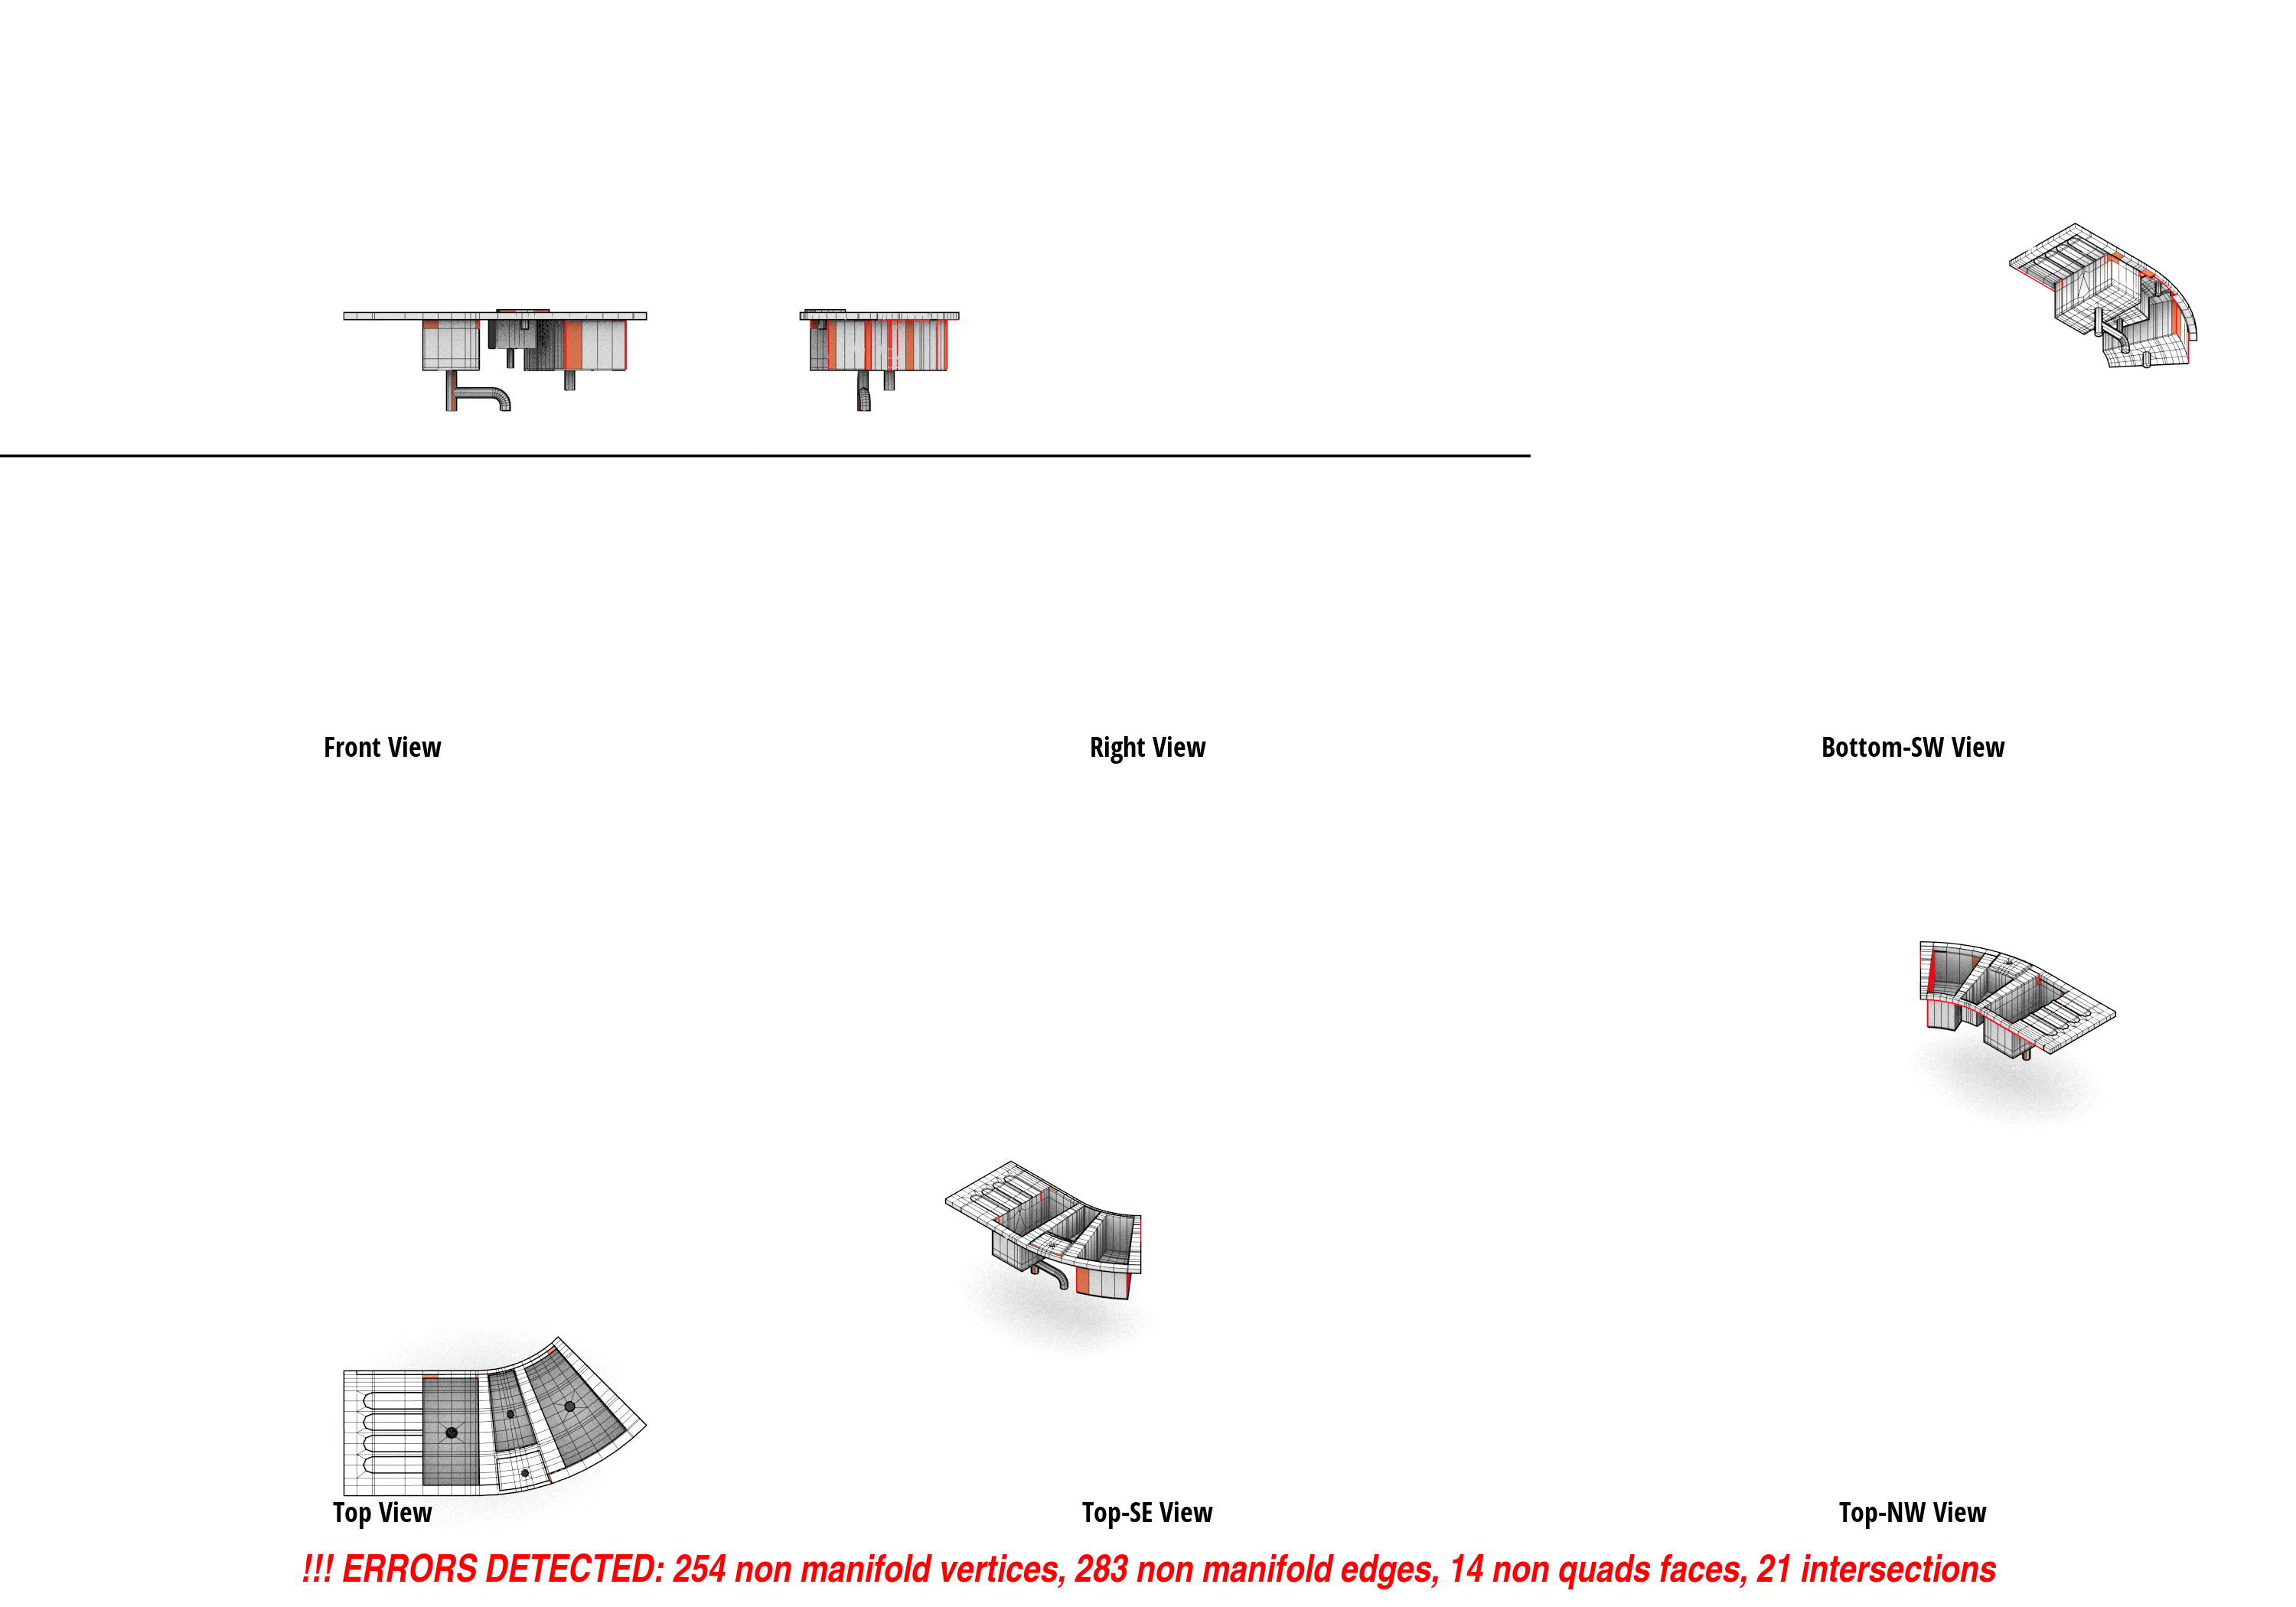 Front View
Right View
Bottom-SW View
Top View
Top-SE View
Top-NW View
!!! ERRORS DETECTED: 254 non manifold vertices, 283 non manifold edges, 14 non quads faces, 21 intersections